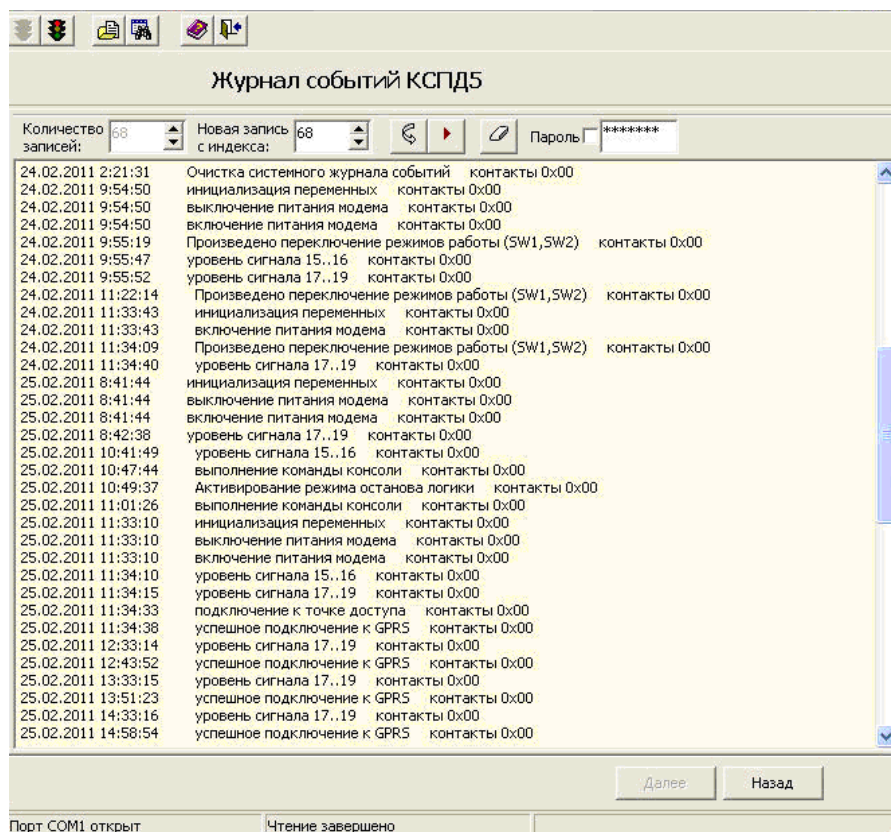 Журнал событий КСПД5
Количество записей: 68 Новая запись с индекса: 68 Пароль *******
24.02.2011 2:21:31 Очистка системного журнала событий контакты 0x00
24.02.2011 9:54:50 инициализация переменных контакты 0x00
24.02.2011 9:54:50 выключение питания модема контакты 0x00
24.02.2011 9:54:50 включение питания модема контакты 0x00
24.02.2011 9:55:19 Произведено переключение режимов работы (SW1,SW2) контакты 0x00
24.02.2011 9:55:47 уровень сигнала 15..16 контакты 0x00
24.02.2011 9:55:52 уровень сигнала 17..19 контакты 0x00
24.02.2011 11:22:14 Произведено переключение режимов работы (SW1,SW2) контакты 0x00
24.02.2011 11:33:43 инициализация переменных контакты 0x00
24.02.2011 11:33:43 включение питания модема контакты 0x00
24.02.2011 11:34:09 Произведено переключение режимов работы (SW1,SW2) контакты 0x00
24.02.2011 11:34:40 уровень сигнала 17..19 контакты 0x00
25.02.2011 8:41:44 инициализация переменных контакты 0x00
25.02.2011 8:41:44 выключение питания модема контакты 0x00
25.02.2011 8:41:44 включение питания модема контакты 0x00
25.02.2011 8:42:38 уровень сигнала 17..19 контакты 0x00
25.02.2011 10:41:49 уровень сигнала 15..16 контакты 0x00
25.02.2011 10:47:44 выполнение команды консоли контакты 0x00
25.02.2011 10:49:37 Активирование режима останова логики контакты 0x00
25.02.2011 11:01:26 выполнение команды консоли контакты 0x00
25.02.2011 11:33:10 инициализация переменных контакты 0x00
25.02.2011 11:33:10 выключение питания модема контакты 0x00
25.02.2011 11:33:10 включение питания модема контакты 0x00
25.02.2011 11:34:10 уровень сигнала 15..16 контакты 0x00
25.02.2011 11:34:15 уровень сигнала 17..19 контакты 0x00
25.02.2011 11:34:33 подключение к точке доступа контакты 0x00
25.02.2011 11:34:38 успешное подключение к GPRS контакты 0x00
25.02.2011 12:33:14 уровень сигнала 17..19 контакты 0x00
25.02.2011 12:43:52 успешное подключение к GPRS контакты 0x00
25.02.2011 13:33:15 уровень сигнала 17..19 контакты 0x00
25.02.2011 13:51:23 успешное подключение к GPRS контакты 0x00
25.02.2011 14:33:16 уровень сигнала 17..19 контакты 0x00
25.02.2011 14:58:54 успешное подключение к GPRS контакты 0x00
Далее Назад
Порт COM1 открыт Чтение завершено